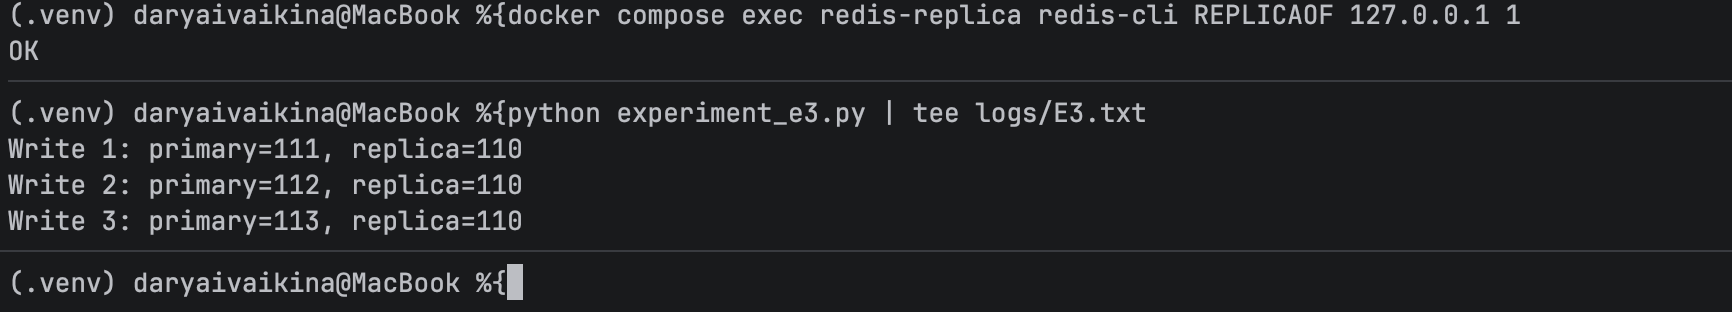 (.venv) daryaivaikina@MacBook %{docker compose exec redis-replica redis-cli REPLICAOF 127.0.0.1 1
OK
(.venv) daryaivaikina@MacBook %{python experiment_e3.py | tee logs/E3.txt
Write 1: primary=111, replica=110
Write 2: primary=112, replica=110
Write 3: primary=113, replica=110
(.venv) daryaivaikina@MacBook %{